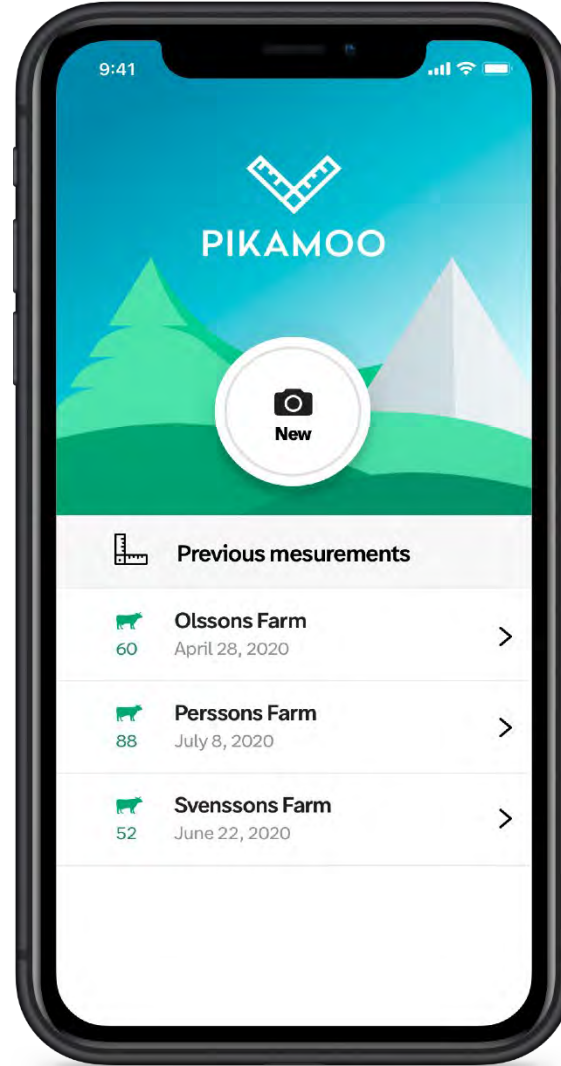 9:41
PIKAMOO
New
Previous mesurements
Olssons Farm
60 April 28, 2020
Perssons Farm
88 July 8, 2020
Svenssons Farm
52 June 22, 2020